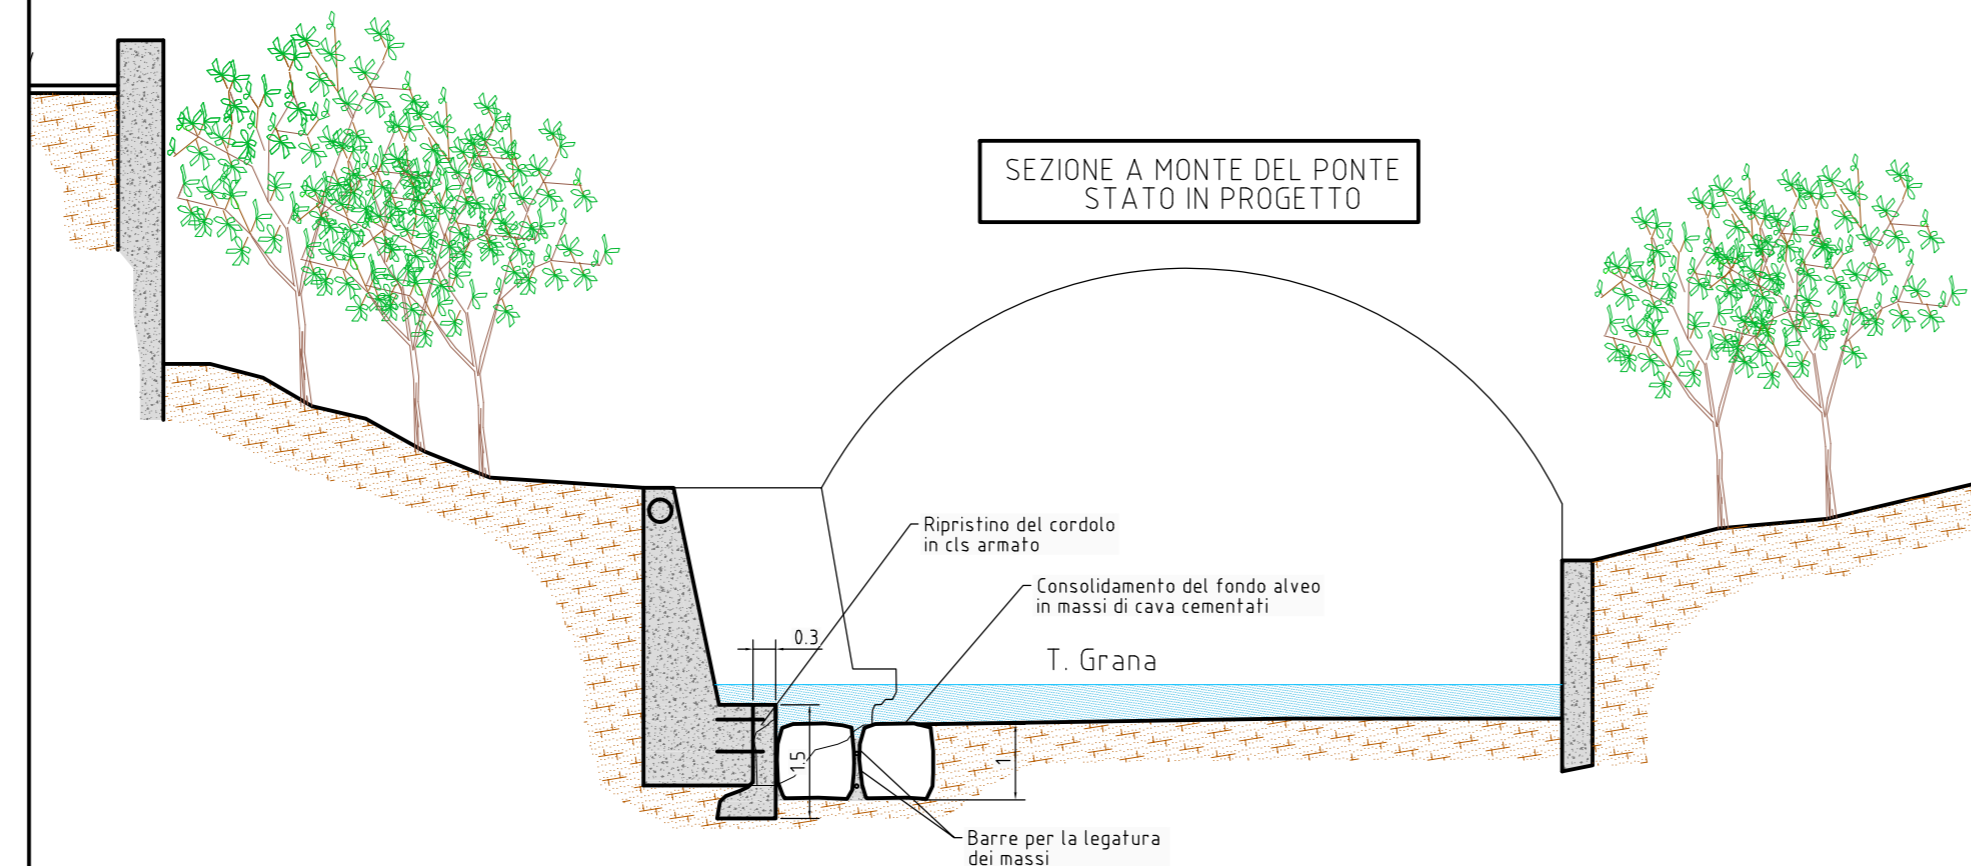 SEZIONE A MONTE DEL PONTE
STATO IN PROGETTO
Ripristino del cordolo
in cls armato
Consolidamento del fondo alveo
in massi di cava cementati
0.3
T. Grana
1.5
1
Barre per la legatura
dei massi